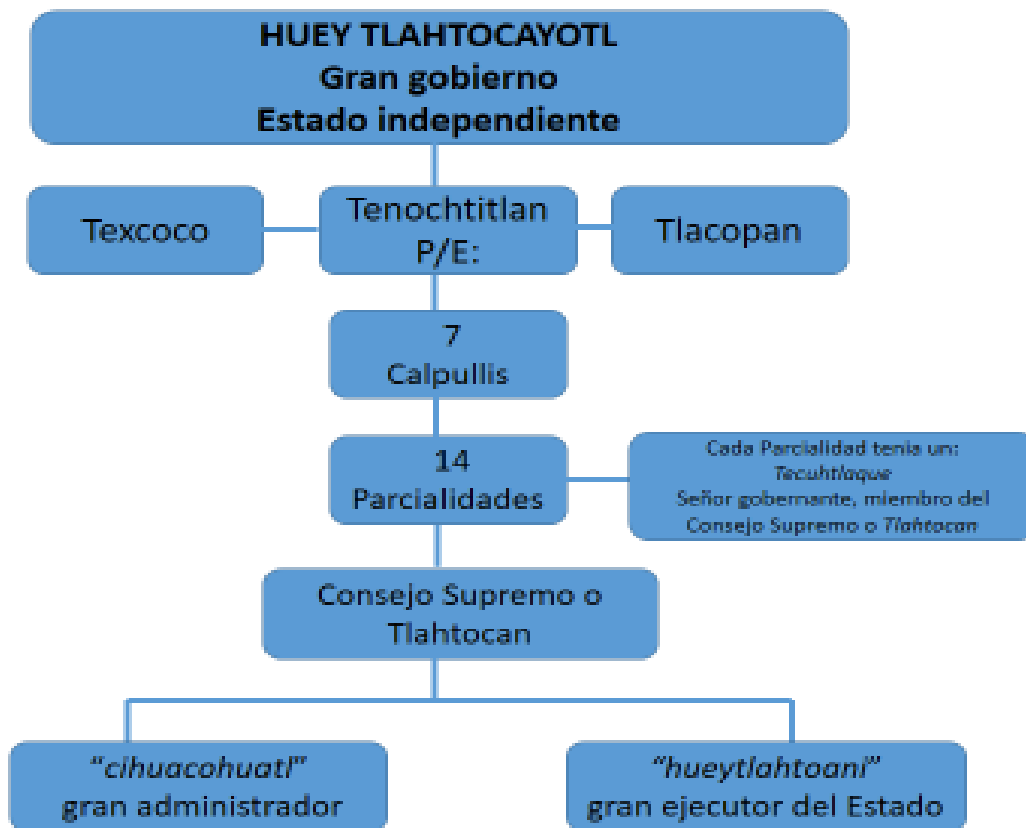 HUEY TLAHTOCAYOTL
Gran gobierno
Estado independiente
Texcoco
Tenochtitlan
P/E:
Tlacopan
7
Calpullis
14
Parcialidades
Cada Parcialidad tenia un:
Tecuhtlaque
Señor gobernante, miembro del
Consejo Supremo o Tlahtocan
Consejo Supremo o
Tlahtocan
“cihuacohuatl”
gran administrador
“hueytlahtoani”
gran ejecutor del Estado